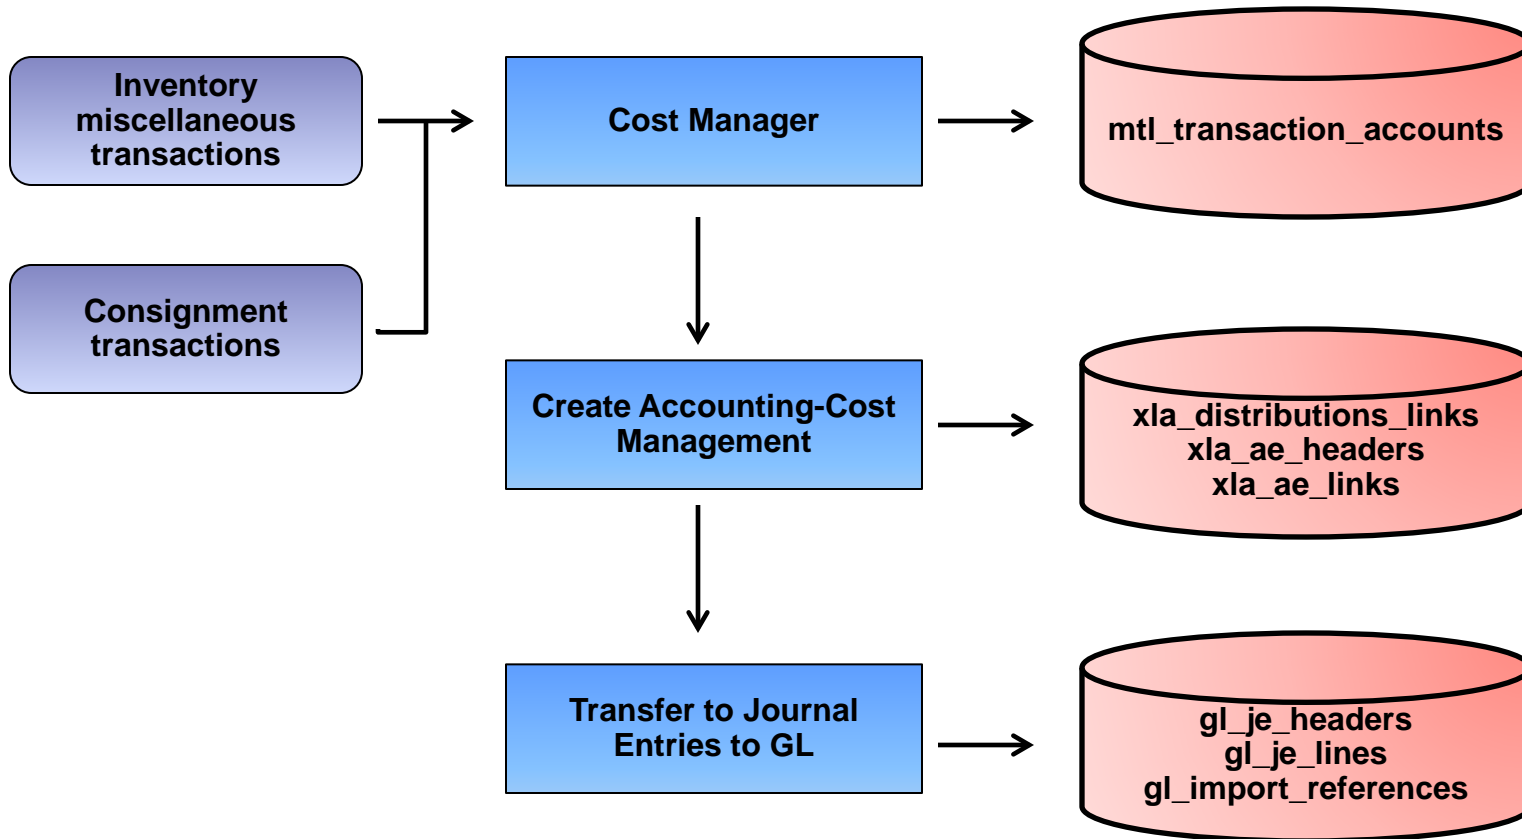 Inventory
miscellaneous
transactions
Cost Manager
mtl_transaction_accounts
Consignment
transactions
Create Accounting-Cost
Management
xla_distributions_links
xla_ae_headers
xla_ae_links
Transfer to Journal
Entries to GL
gl_je_headers
gl_je_lines
gl_import_references